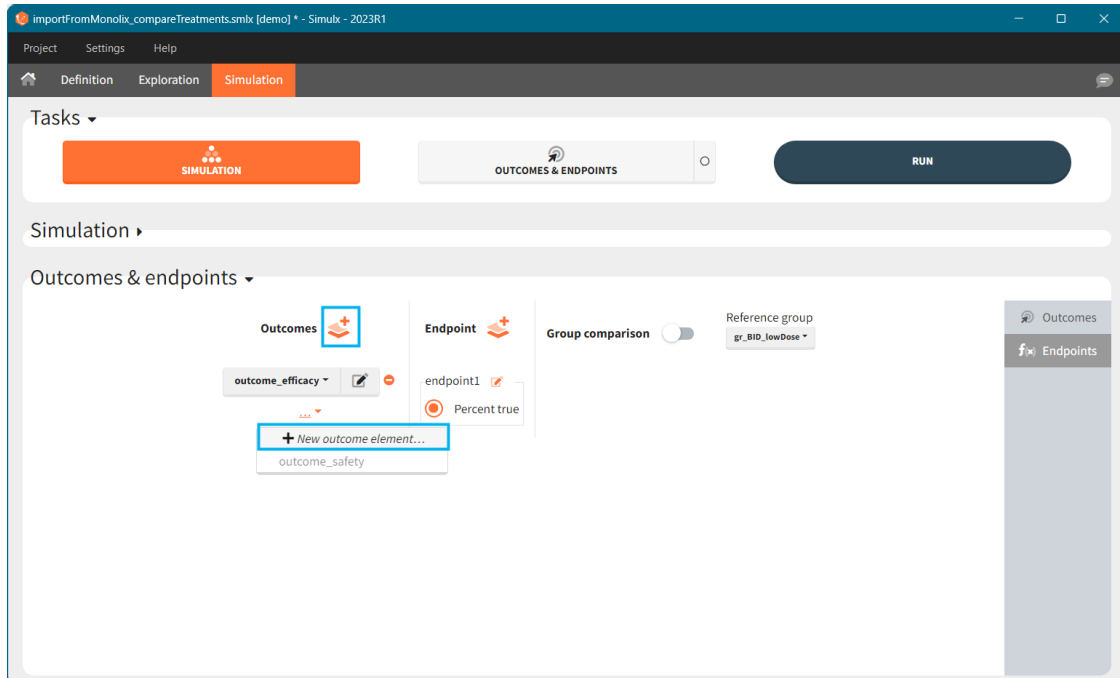 importFromMonolix_compareTreatments.smlx [demo] * - Simulx - 2023R1
Project Settings Help
Definition Exploration Simulation
Tasks
SIMULATION
OUTCOMES & ENDPOINTS
RUN
Simulation
Outcomes & endpoints
Outcomes
Endpoint
Group comparison
Reference group
gr_BID_lowDose
Outcomes
f(x) Endpoints
outcome_efficacy
endpoint1
Percent true
...
+ New outcome element...
outcome_safety